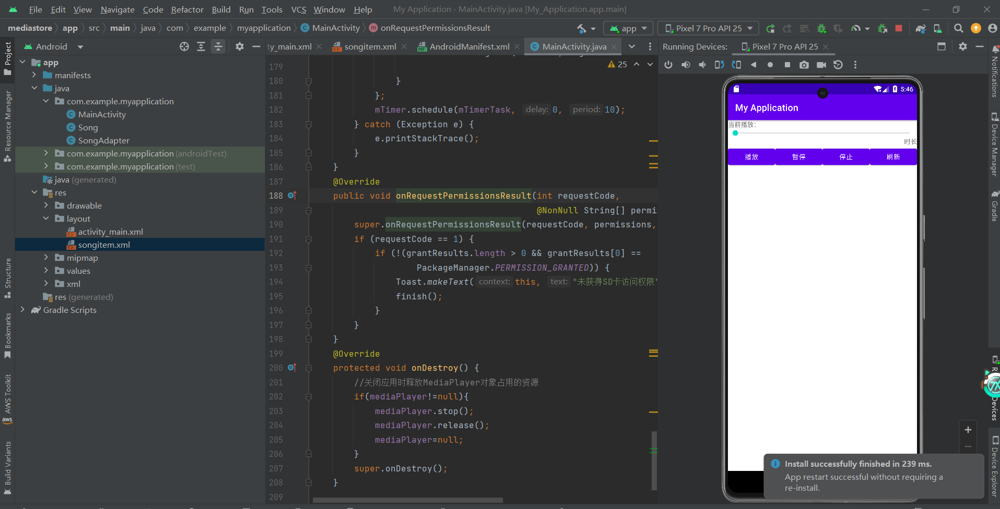 File Edit View Navigate Code Refactor Build Run Tools VCS Window Help My Application - MainActivity.java [My_Application.app.main]
mediastore app src main java com example myapplication MainActivity onRequestPermissionsResult app Pixel 7 Pro API 25
Project
Resource Manager
Structure
Bookmarks
AWS Toolkit
aws
Build Variants
Android
app
manifests
java
com.example.myapplication
MainActivity
Song
SongAdapter
com.example.myapplication (androidTest)
com.example.myapplication (test)
java (generated)
res
drawable
layout
activity_main.xml
songitem.xml
mipmap
values
xml
res (generated)
Gradle Scripts
ty_main.xml songitem.xml AndroidManifest.xml MainActivity.java
25
179
180 }
181 };
182 mTimer.schedule(mTimerTask, delay: 0, period: 10);
183 } catch (Exception e) {
184 e.printStackTrace();
185 }
186 }
187 @Override
188 public void onRequestPermissionsResult(int requestCode,
189 @NonNull String[] permis
190 super.onRequestPermissionsResult(requestCode, permissions,
191 if (requestCode == 1) {
192 if (!(grantResults.length > 0 && grantResults[0] ==
193 PackageManager.PERMISSION_GRANTED)) {
194 Toast.makeText( context: this, text: "未获得SD卡访问权限"
195 finish();
196 }
197 }
198 }
199 @Override
200 protected void onDestroy() {
201 //关闭应用时释放MediaPlayer对象占用的资源
202 if(mediaPlayer!=null){
203 mediaPlayer.stop();
204 mediaPlayer.release();
205 mediaPlayer=null;
206 }
207 super.onDestroy();
208 }
209
Running Devices: Pixel 7 Pro API 25
5:46
My Application
当前播放:
时长
播放 暂停 停止 刷新
Install successfully finished in 239 ms.
App restart successful without requiring a
re-install.
Notifications
Device Manager
Gradle
R
Devices
Device Explorer